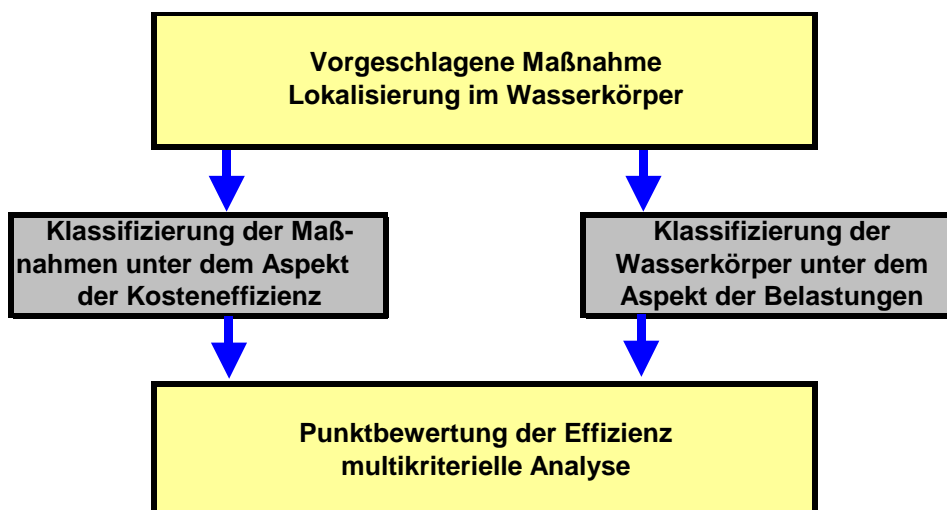 Vorgeschlagene Maßnahme
Lokalisierung im Wasserkörper
Klassifizierung der Maß-
nahmen unter dem Aspekt
der Kosteneffizienz
Klassifizierung der
Wasserkörper unter dem
Aspekt der Belastungen
Punktbewertung der Effizienz
multikriterielle Analyse